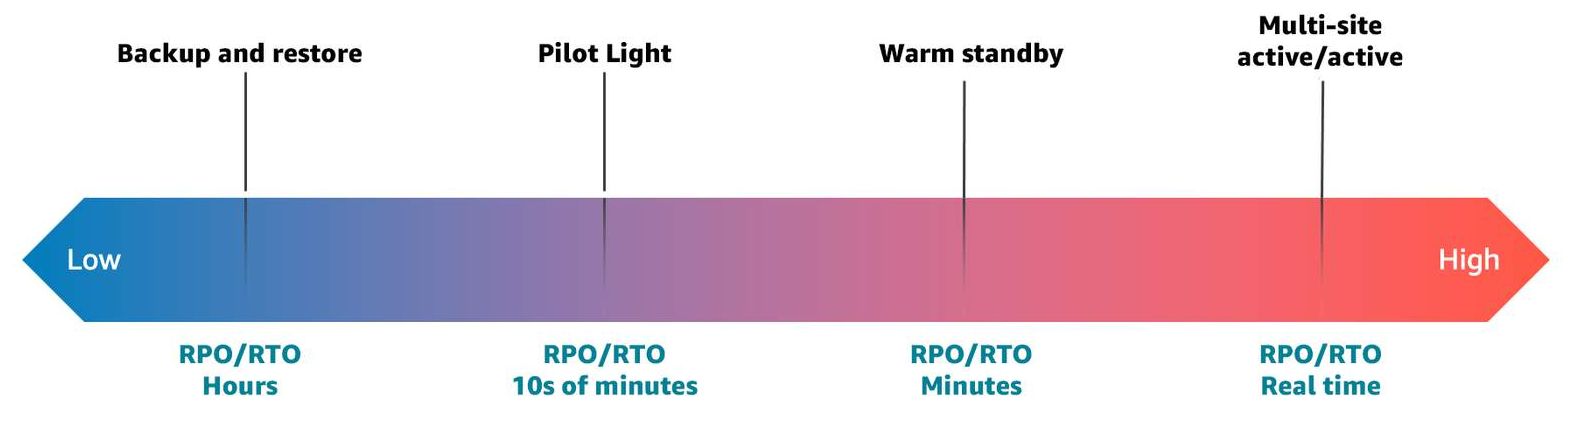 Backup and restore
Pilot Light
Warm standby
Multi-site
active/active
Low
High
RPO/RTO
Hours
RPO/RTO
10s of minutes
RPO/RTO
Minutes
RPO/RTO
Real time